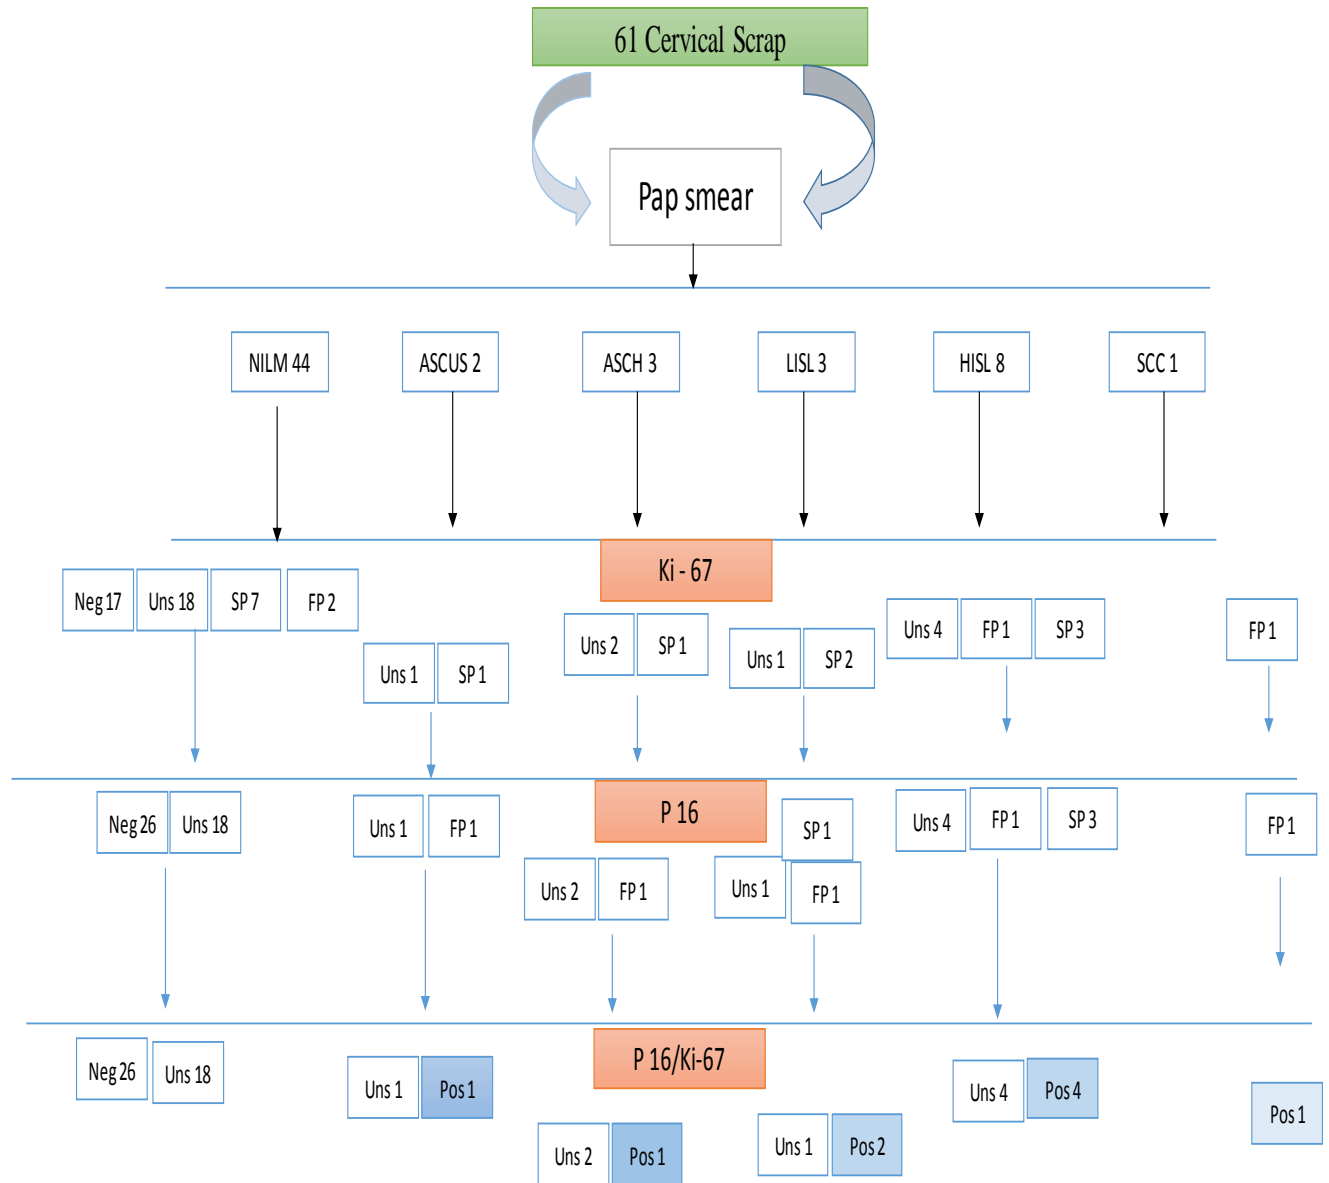 61 Cervical Scrap
Pap smear
NILM 44
ASCUS 2
ASCH 3
LISL 3
HISL 8
SCC 1
Ki - 67
Neg 17
Uns 18
SP 7
FP 2
Uns 1
SP 1
Uns 2
SP 1
Uns 1
SP 2
Uns 4
FP 1
SP 3
FP 1
P 16
Neg 26
Uns 18
Uns 1
FP 1
Uns 2
FP 1
SP 1
Uns 1
FP 1
Uns 4
FP 1
SP 3
FP 1
P 16/Ki-67
Neg 26
Uns 18
Uns 1
Pos 1
Uns 2
Pos 1
Uns 1
Pos 2
Uns 4
Pos 4
Pos 1